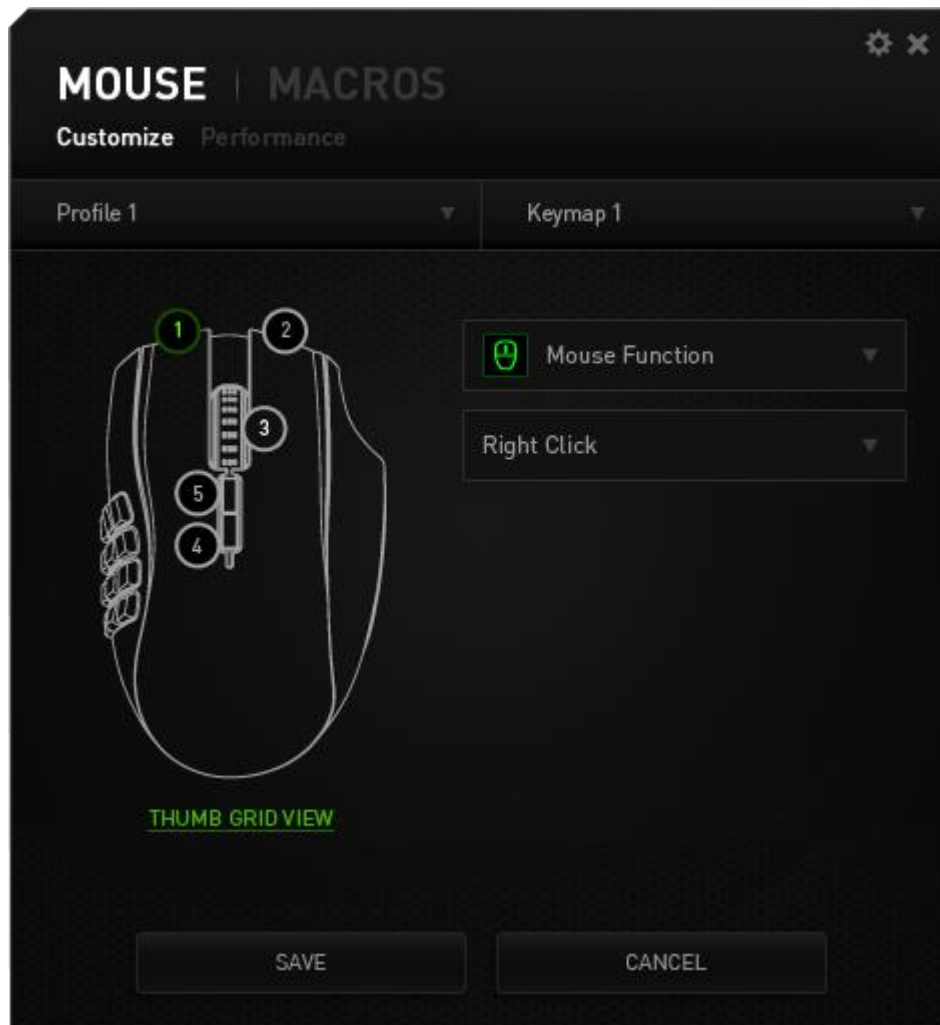 MOUSE | MACROS
Customize Performance
Profile 1 Keymap 1
1 2
Mouse Function
3
Right Click
5
4
THUMB GRID VIEW
SAVE CANCEL